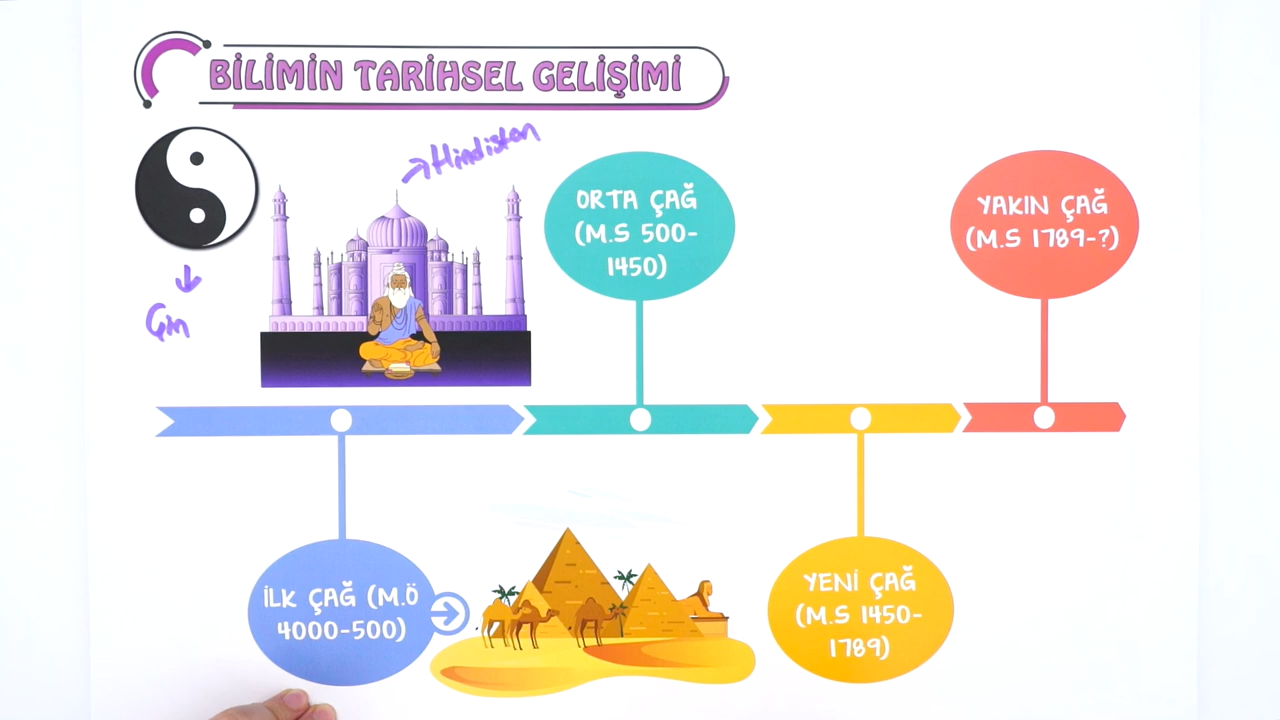 BİLİMİN TARİHSEL GELİŞİMİ
Hindistan
Çin
ORTA ÇAĞ
(M.S 500-
1450)
YAKIN ÇAĞ
(M.S 1789-?)
İLK ÇAĞ (M.Ö
4000-500)
YENİ ÇAĞ
(M.S 1450-
1789)